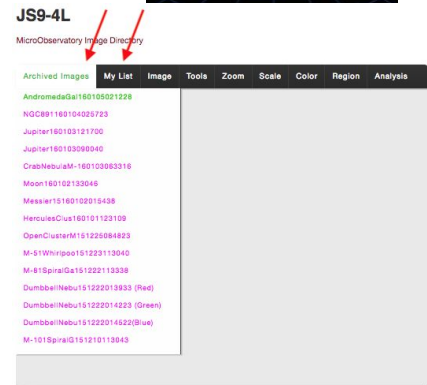 JS9-4L
MicroObservatory Image Directory
Archived Images My List Image Tools Zoom Scale Color Region Analysis
AndromedaGal160105021226
NGC891160104025723
Jupiter160103121700
Jupiter160103090040
CrabNebulaM-160103063316
Moon160102133046
Messier15160102015438
HerculesClus160101123109
OpenClusterM151225084823
M-51Whirlpoo151223113040
M-81SpiralGa151222113338
DumbbellNebu151222013933 (Red)
DumbbellNebu151222014223 (Green)
DumbbellNebu151222014522(Blue)
M-101SpiralG151210113043